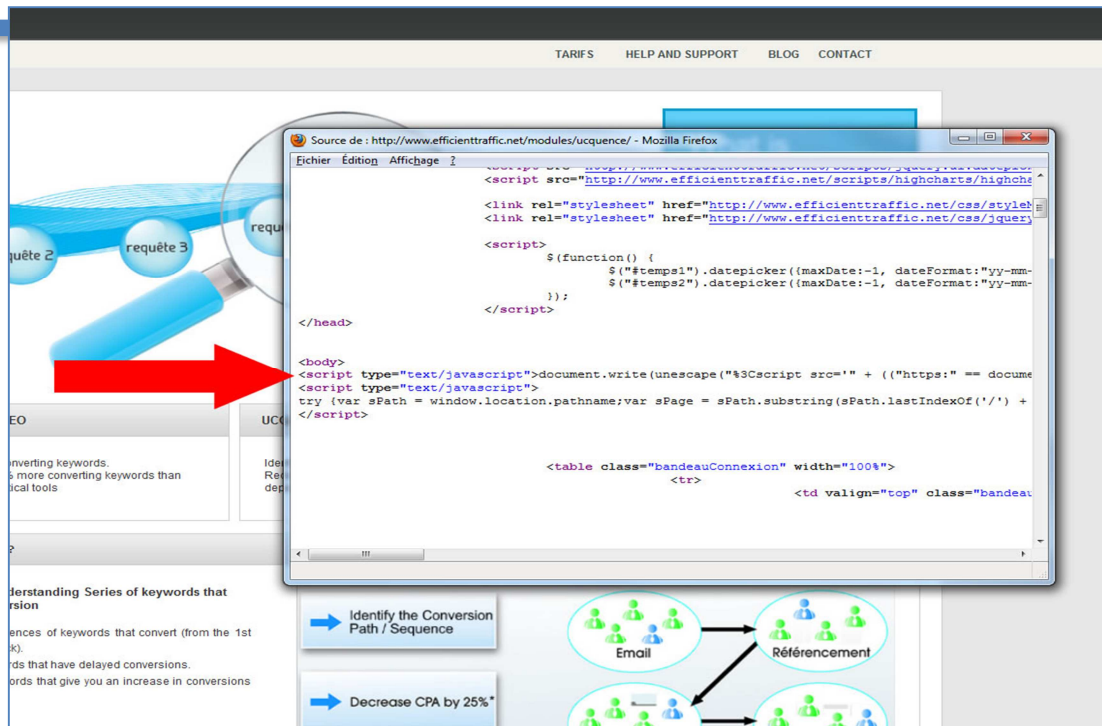 TARIFS HELP AND SUPPORT BLOG CONTACT
Source de : http://www.efficienttraffic.net/modules/ucquence/ - Mozilla Firefox
Fichier Édition Affichage ?
<script src="http://www.efficienttraffic.net/scripts/highcharts/highcha
<link rel="stylesheet" href="http://www.efficienttraffic.net/css/styleM
<link rel="stylesheet" href="http://www.efficienttraffic.net/css/jquery
<script>
$(function() {
$("#temps1").datepicker({maxDate:-1, dateFormat:"yy-mm-
$("#temps2").datepicker({maxDate:-1, dateFormat:"yy-mm-
});
</script>
</head>
<body>
<script type="text/javascript">document.write(unescape("%3Cscript src='" + (("https:" == docume
<script type="text/javascript">
try {var sPath = window.location.pathname;var sPage = sPath.substring(sPath.lastIndexOf('/') +
</script>
<table class="bandeauConnexion" width="100%">
<tr>
<td valign="top" class="bandeau
quête 2
requête 3
requ
EO
nverting keywords.
% more converting keywords than
tical tools
UCQ
Iden
Red
dep
?
derstanding Series of keywords that
rsion
ences of keywords that convert (from the 1st
k).
rds that have delayed conversions.
ords that give you an increase in conversions
Identify the Conversion
Path / Sequence
Decrease CPA by 25%*
Email
Référencement